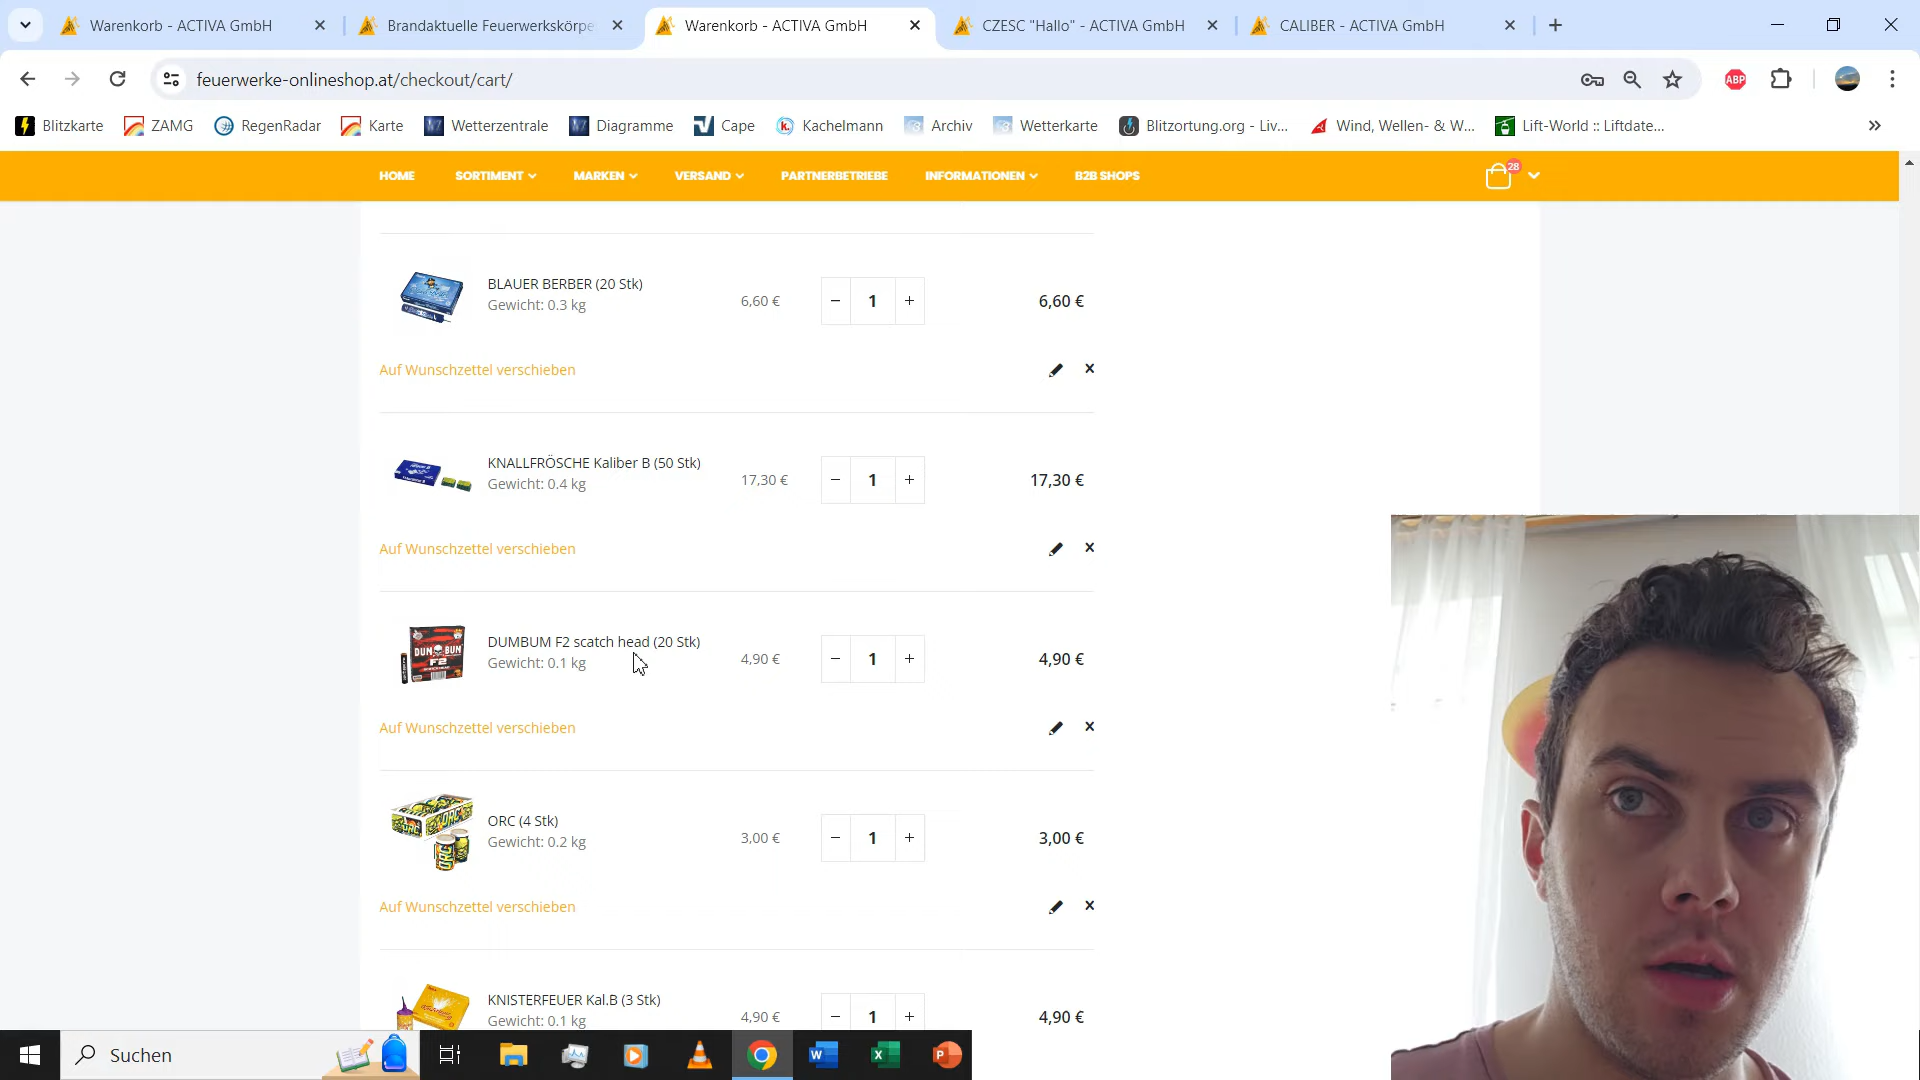 Warenkorb - ACTIVA GmbH
Brandaktuelle Feuerwerkskörpe
Warenkorb - ACTIVA GmbH
CZESC "Hallo" - ACTIVA GmbH
CALIBER - ACTIVA GmbH
feuerwerke-onlineshop.at/checkout/cart/
ABP
Blitzkarte
ZAMG
RegenRadar
Karte
Wetterzentrale
Diagramme
Cape
Kachelmann
Archiv
Wetterkarte
Blitzortung.org - Liv...
Wind, Wellen- & W...
Lift-World :: Liftdate...
HOME
SORTIMENT
MARKEN
VERSAND
PARTNERBETRIEBE
INFORMATIONEN
B2B SHOPS
28
BLAUER BERBER (20 Stk)
Gewicht: 0.3 kg
6,60 €
− 1 +
6,60 €
Auf Wunschzettel verschieben
KNALLFRÖSCHE Kaliber B (50 Stk)
Gewicht: 0.4 kg
17,30 €
− 1 +
17,30 €
Auf Wunschzettel verschieben
DUM BUM
F2
DUMBUM F2 scatch head (20 Stk)
Gewicht: 0.1 kg
4,90 €
− 1 +
4,90 €
Auf Wunschzettel verschieben
ORC
ORC (4 Stk)
Gewicht: 0.2 kg
3,00 €
− 1 +
3,00 €
Auf Wunschzettel verschieben
KNISTERFEUER Kal.B (3 Stk)
Gewicht: 0.1 kg
4,90 €
− 1 +
4,90 €
Suchen